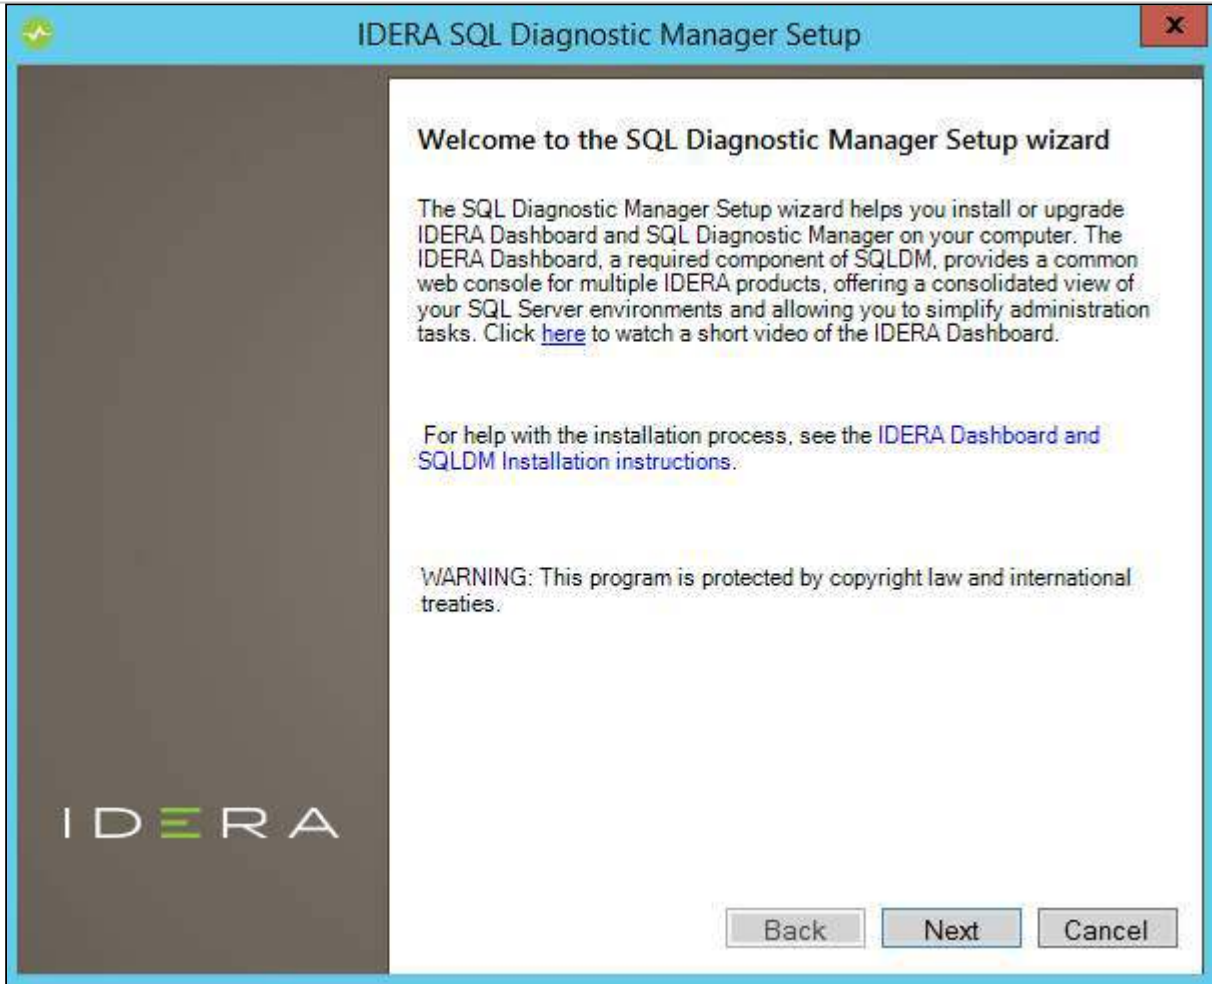 IDERA SQL Diagnostic Manager Setup
x
Welcome to the SQL Diagnostic Manager Setup wizard
The SQL Diagnostic Manager Setup wizard helps you install or upgrade
IDERA Dashboard and SQL Diagnostic Manager on your computer. The
IDERA Dashboard, a required component of SQLDM, provides a common
web console for multiple IDERA products, offering a consolidated view of
your SQL Server environments and allowing you to simplify administration
tasks. Click here to watch a short video of the IDERA Dashboard.
For help with the installation process, see the IDERA Dashboard and
SQLDM Installation instructions.
WARNING: This program is protected by copyright law and international
treaties.
IDERA
Back Next Cancel